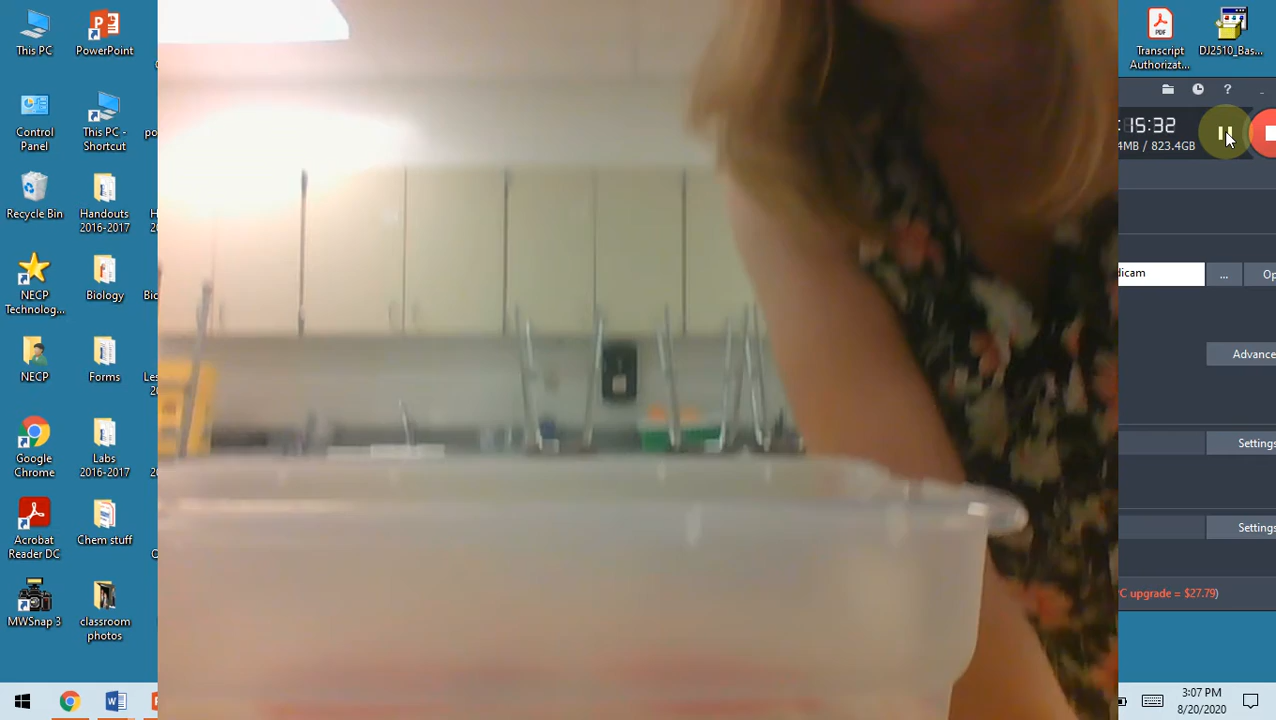 This PC
PowerPoint
Control
Panel
This PC -
Shortcut
Recycle Bin
Handouts
2016-2017
NECP
Technolog...
Biology
NECP
Forms
Google
Chrome
Labs
2016-2017
Acrobat
Reader DC
Chem stuff
MWSnap 3
classroom
photos
Transcript
Authorizat...
DJ2510_Bas...
?
:15:32
4MB / 823.4GB
dicam
...
Op
Advance
Settings
Settings
C upgrade = $27.79)
3:07 PM
8/20/2020